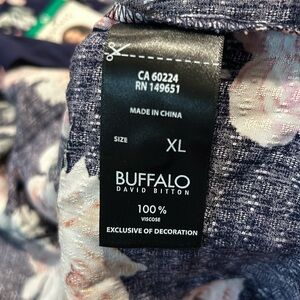 CA 60224
RN 149651
MADE IN CHINA
SIZE XL
BUFFALO
DAVID BITTON
100 %
VISCOSE
EXCLUSIVE OF DECORATION